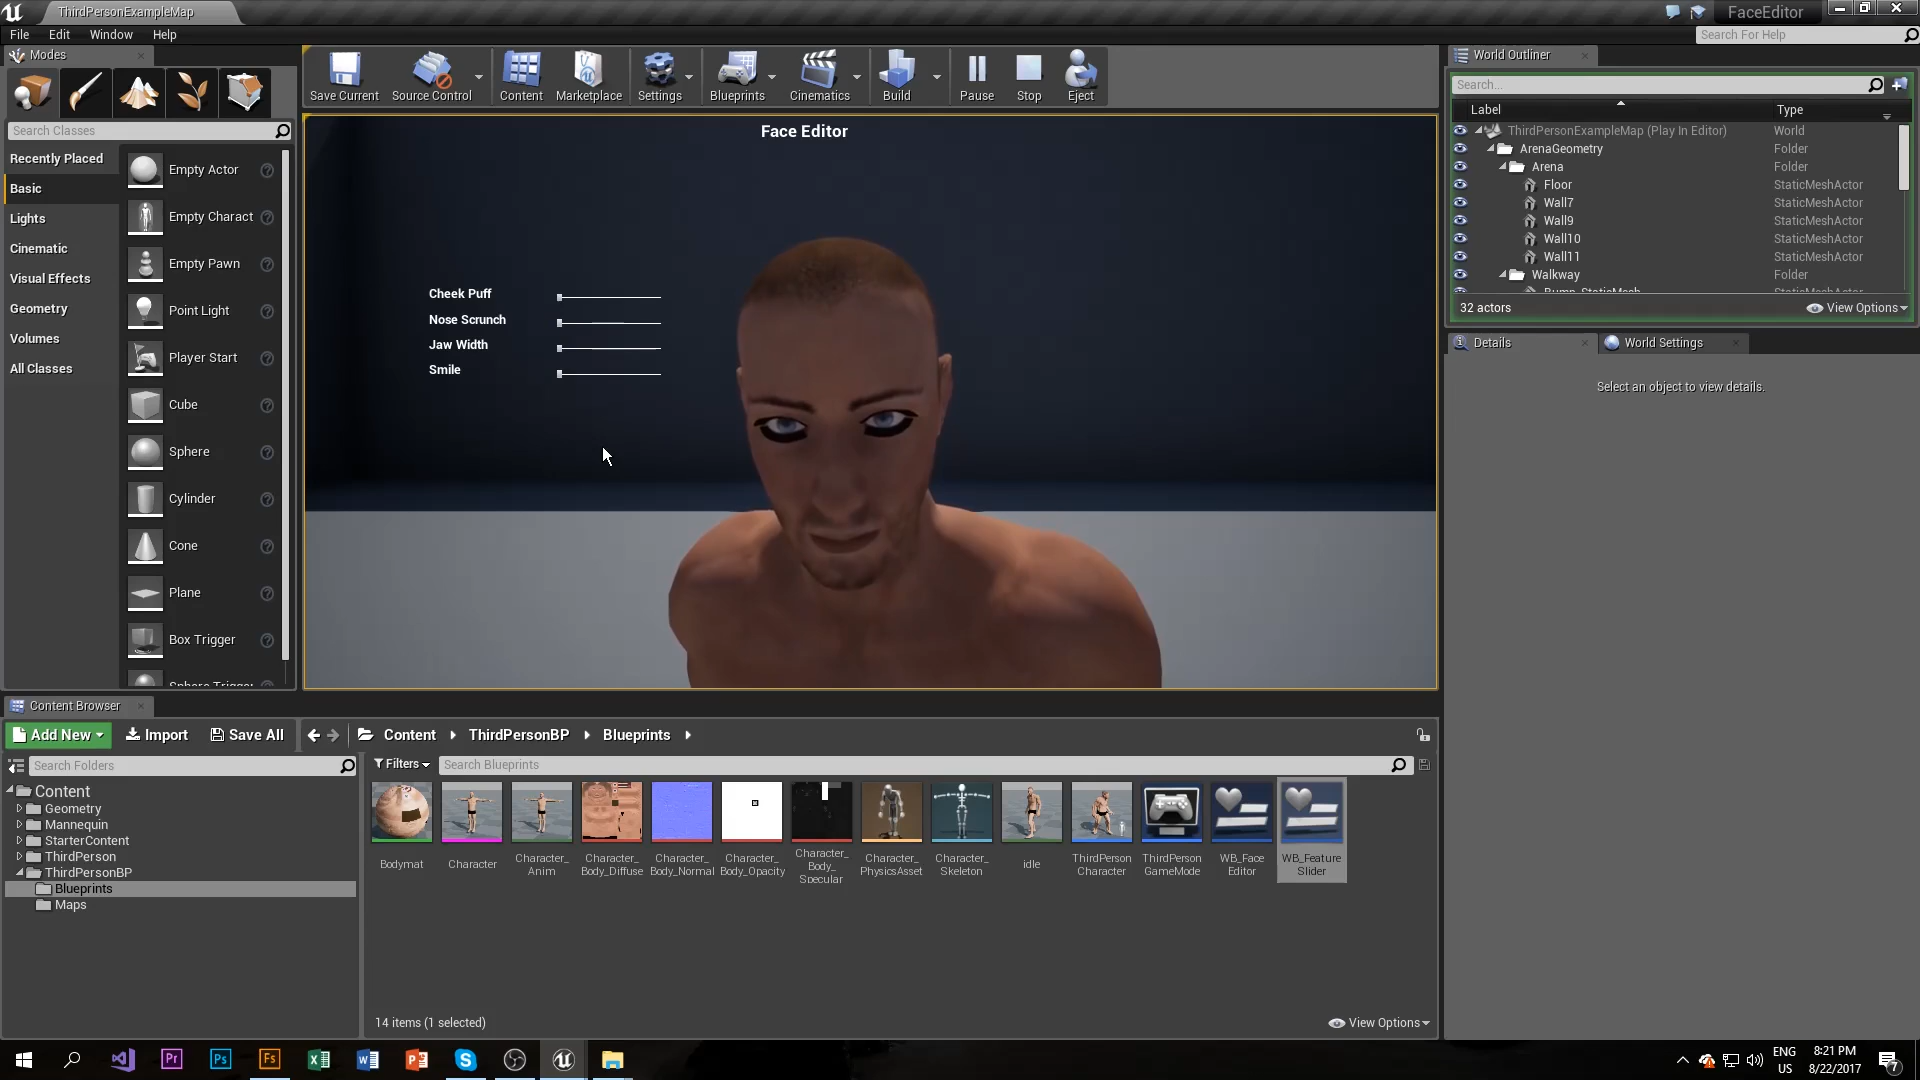 ThirdPersonExampleMap
FaceEditor
File Edit Window Help
Search For Help
Modes
Save Current
Source Control
Content
Marketplace
Settings
Blueprints
Cinematics
Build
Pause
Stop
Eject
World Outliner
Search...
Label Type
ThirdPersonExampleMap (Play In Editor) World
ArenaGeometry Folder
Arena Folder
Floor StaticMeshActor
Wall7 StaticMeshActor
Wall9 StaticMeshActor
Wall10 StaticMeshActor
Wall11 StaticMeshActor
Walkway Folder
Bump_StaticMesh StaticMeshActor
32 actors
View Options
Details
World Settings
Select an object to view details.
Search Classes
Recently Placed
Basic
Lights
Cinematic
Visual Effects
Geometry
Volumes
All Classes
Empty Actor
Empty Charact
Empty Pawn
Point Light
Player Start
Cube
Sphere
Cylinder
Cone
Plane
Box Trigger
Sphere Trigger
Face Editor
Cheek Puff
Nose Scrunch
Jaw Width
Smile
Content Browser
Add New
Import
Save All
Content
ThirdPersonBP
Blueprints
Search Folders
Filters
Search Blueprints
Content
Geometry
Mannequin
StarterContent
ThirdPerson
ThirdPersonBP
Blueprints
Maps
Bodymat
Character
Character_
Anim
Character_
Body_Diffuse
Character_
Body_Normal
Character_
Body_Opacity
Character_
Body_
Specular
Character_
PhysicsAsset
Character_
Skeleton
idle
ThirdPerson
Character
ThirdPerson
GameMode
WB_Face
Editor
WB_Feature
Slider
14 items (1 selected)
View Options
Pr
Ps
Fs
ENG
US
8:21 PM
8/22/2017
7